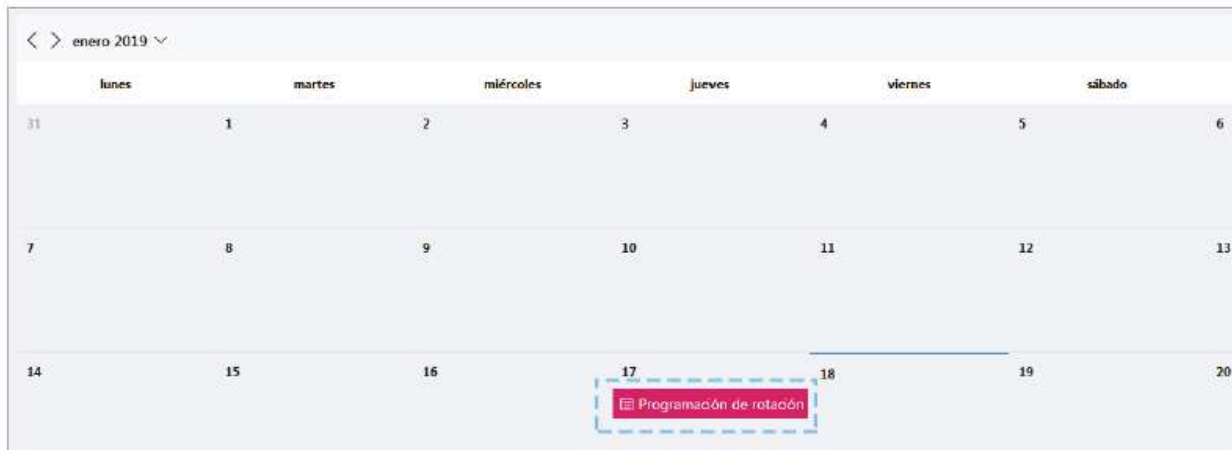 enero 2019
lunes martes miércoles jueves viernes sábado
31 1 2 3 4 5 6
7 8 9 10 11 12 13
14 15 16 17 18 19 20
Programación de rotación